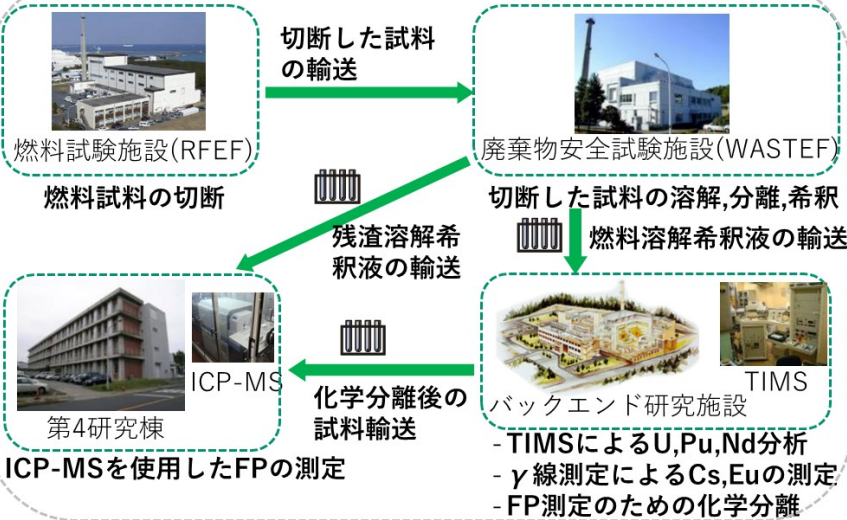 切断した試料
の輸送
燃料試験施設(RFEF)
燃料試料の切断
廃棄物安全試験施設(WASTEF)
切断した試料の溶解,分離,希釈
残渣溶解希
釈液の輸送
燃料溶解希釈液の輸送
ICP-MS
第4研究棟
ICP-MSを使用したFPの測定
化学分離後の
試料輸送
TIMS
バックエンド研究施設
- TIMSによるU,Pu,Nd分析
- γ線測定によるCs,Euの測定
- FP測定のための化学分離